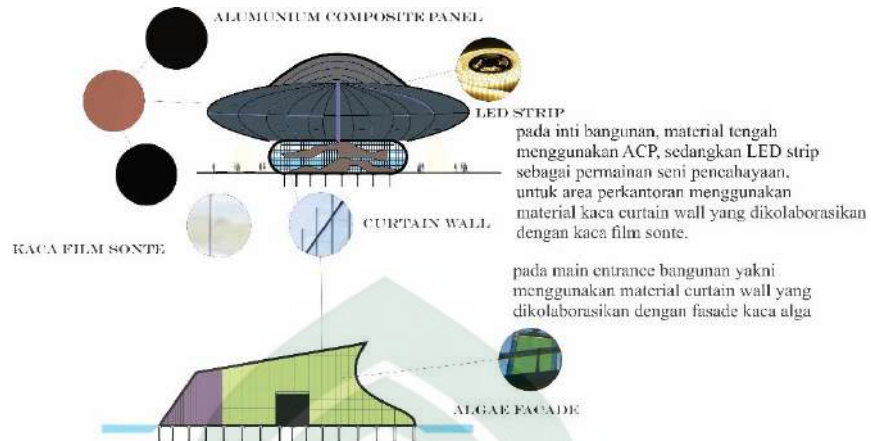 ALUMUNIUM COMPOSITE PANEL
LED STRIP
pada inti bangunan, material tengah
menggunakan ACP, sedangkan LED strip
sebagai permainan seni pencahayaan.
untuk area perkantoran menggunakan
material kaca curtain wall yang dikolaborasikan
dengan kaca film sonte.
CURTAIN WALL
KACA FILM SONTE
pada main entrance bangunan yakni
menggunakan material curtain wall yang
dikolaborasikan dengan fasade kaca alga
ALGAE FACADE